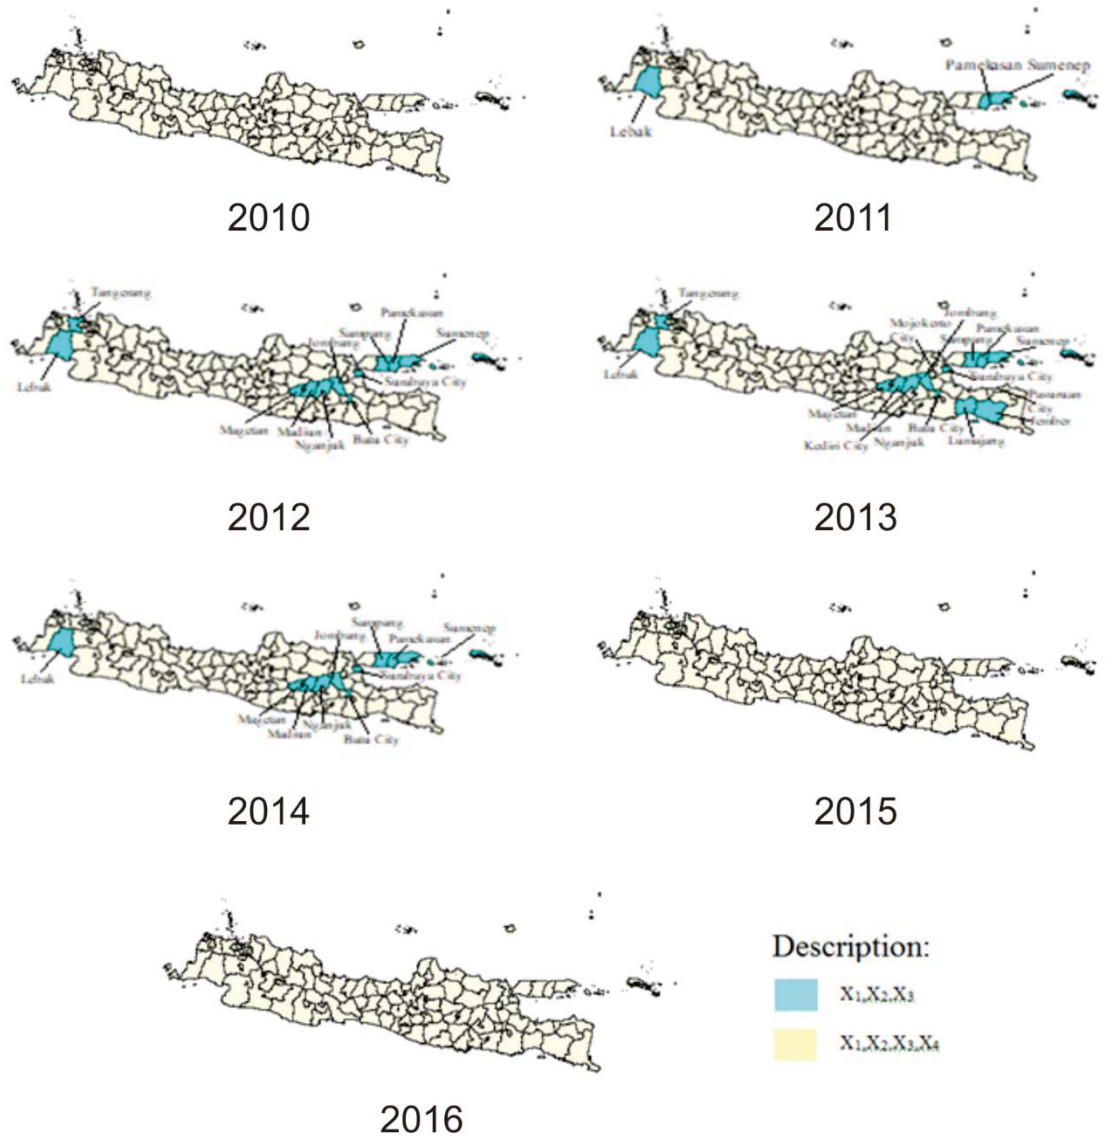 Pamekasan Sumenep
Lebak
2010
2011
Tangerang
Pamekasan
Sampang
Sumenep
Jombang
Surabaya City
Lebak
Magetan
Madiun
Nganjuk
Batu City
Tangerang
Jombang
Mojokerto
City
Pamekasan
Sampang
Sumenep
Surabaya City
Lebak
Pasuruan
City
Jember
Magetan
Madiun
Batu City
Kediri City
Nganjuk
Lumajang
2012
2013
Sampang
Jombang
Pamekasan
Sumenep
Surabaya City
Lebak
Magetan
Nganjuk
Madiun
Batu City
2014
2015
Description:
X₁,X₂,X₃
X₁,X₂,X₃,X₄
2016